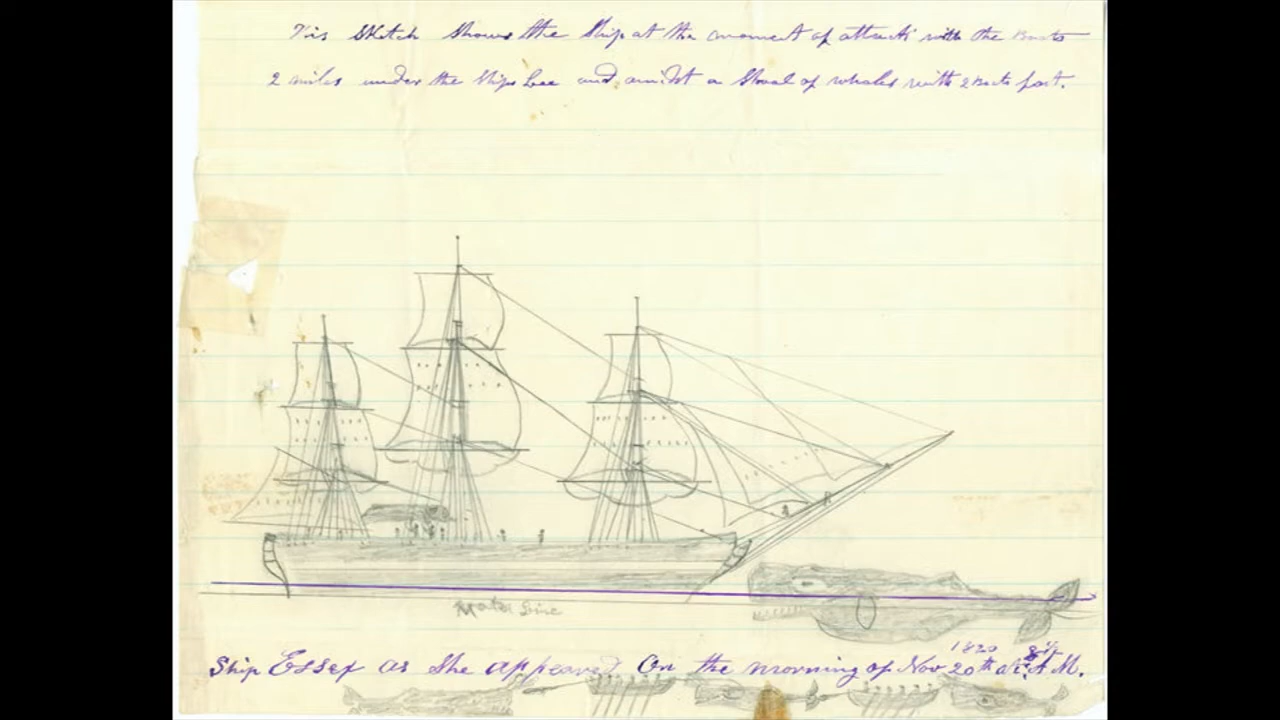 This Sketch Shows the Ship at the moment of attack with the Boats
2 miles under the Ships Lee and, amidst a Shoal of whales with 2 Boats fast.
Water Line
1820
Ship Essex as She appeared On the morning of Nov 20th at A.M.